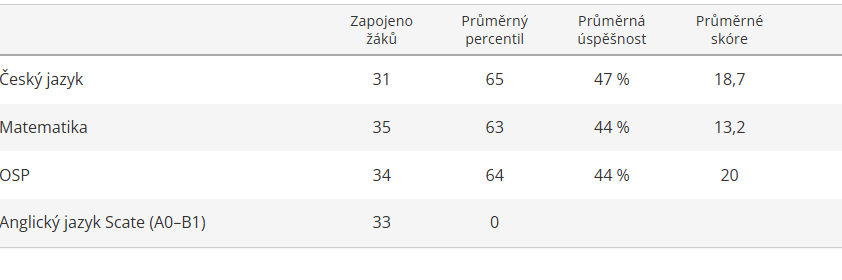 Zapojeno žáků Průměrný percentil Průměrná úspěšnost Průměrné skóre
Český jazyk 31 65 47 % 18,7
Matematika 35 63 44 % 13,2
OSP 34 64 44 % 20
Anglický jazyk Scate (A0–B1) 33 0